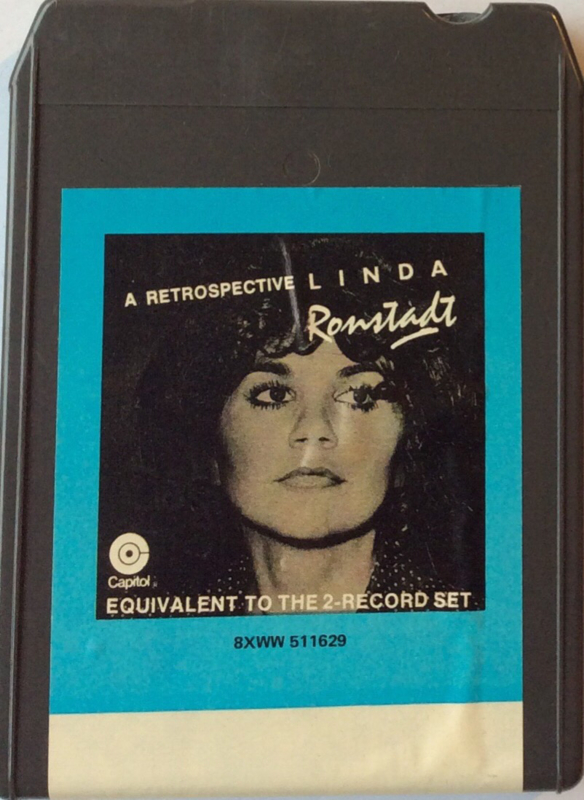 A RETROSPECTIVE LINDA
Ronstadt
Capitol
EQUIVALENT TO THE 2-RECORD SET
8XWW 511629